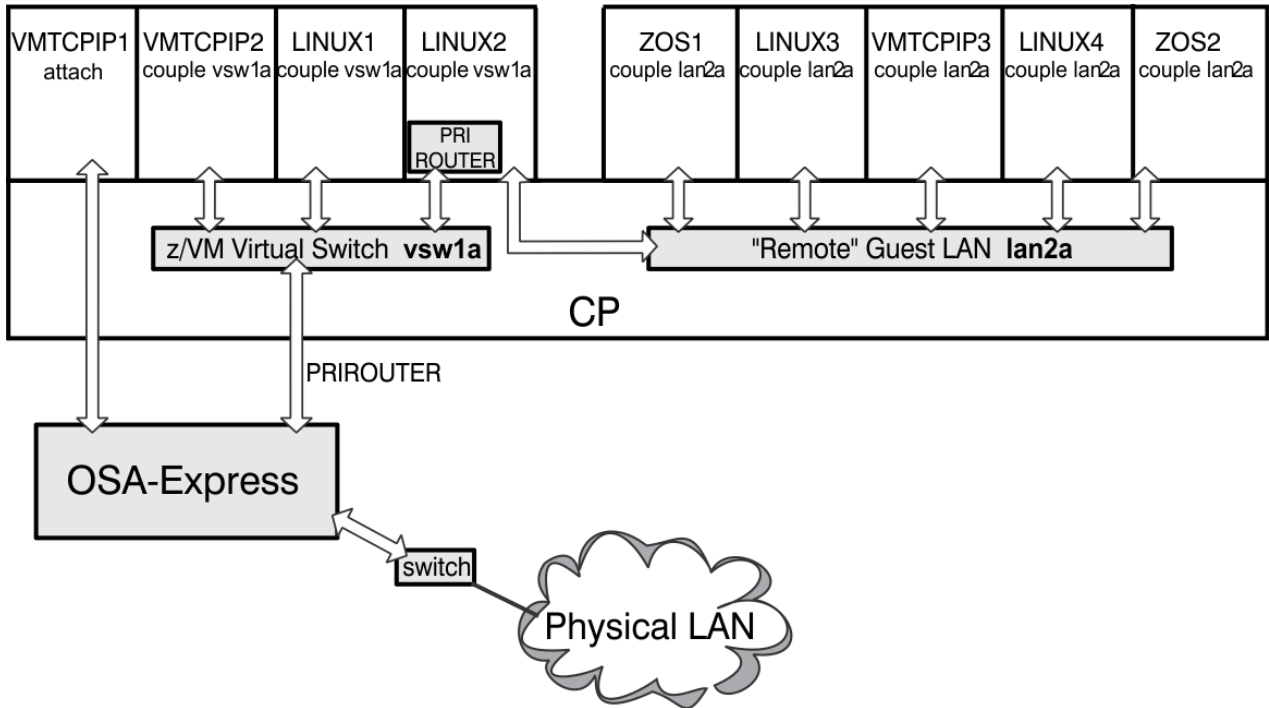 VMTCPIP1
attach
VMTCPIP2
couple vsw1a
LINUX1
couple vsw1a
LINUX2
couple vsw1a
PRI
ROUTER
ZOS1
couple lan2a
LINUX3
couple lan2a
VMTCPIP3
couple lan2a
LINUX4
couple lan2a
ZOS2
couple lan2a
z/VM Virtual Switch vsw1a
"Remote" Guest LAN lan2a
CP
PRIROUTER
OSA-Express
switch
Physical LAN